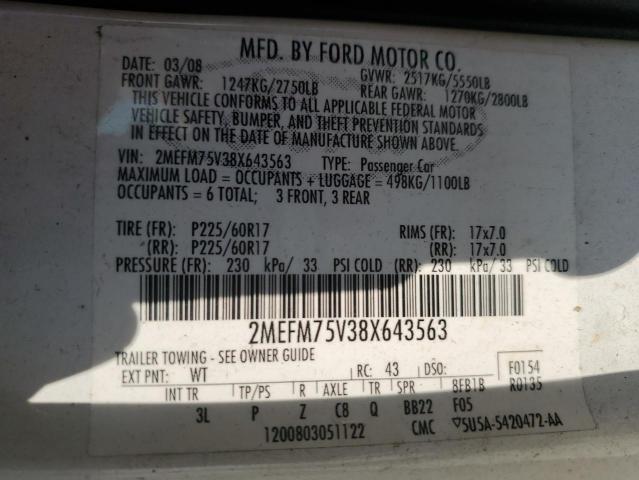 MFD. BY FORD MOTOR CO.
DATE: 03/08 GVWR: 2517KG/5550LB
FRONT GAWR: 1247KG/2750LB REAR GAWR: 1270KG/2800LB
THIS VEHICLE CONFORMS TO ALL APPLICABLE FEDERAL MOTOR
VEHICLE SAFETY, BUMPER, AND THEFT PREVENTION STANDARDS
IN EFFECT ON THE DATE OF MANUFACTURE SHOWN ABOVE.
VIN: 2MEFM75V38X643563 TYPE: Passenger Car
MAXIMUM LOAD = OCCUPANTS + LUGGAGE = 498KG/1100LB
OCCUPANTS = 6 TOTAL; 3 FRONT, 3 REAR
TIRE (FR): P225/60R17 RIMS (FR): 17x7.0
(RR): P225/60R17 (RR): 17x7.0
PRESSURE (FR): 230 kPa/ 33 PSI COLD (RR): 230 kPa/ 33 PSI COLD
2MEFM75V38X643563
TRAILER TOWING - SEE OWNER GUIDE
EXT PNT: WT RC: 43 DSO: F0154
R0135
INT TR TP/PS R AXLE TR SPR 8FB1B
3L P Z C8 Q BB22 F05
1200803051122 CMC ▽5U5A-5420472-AA